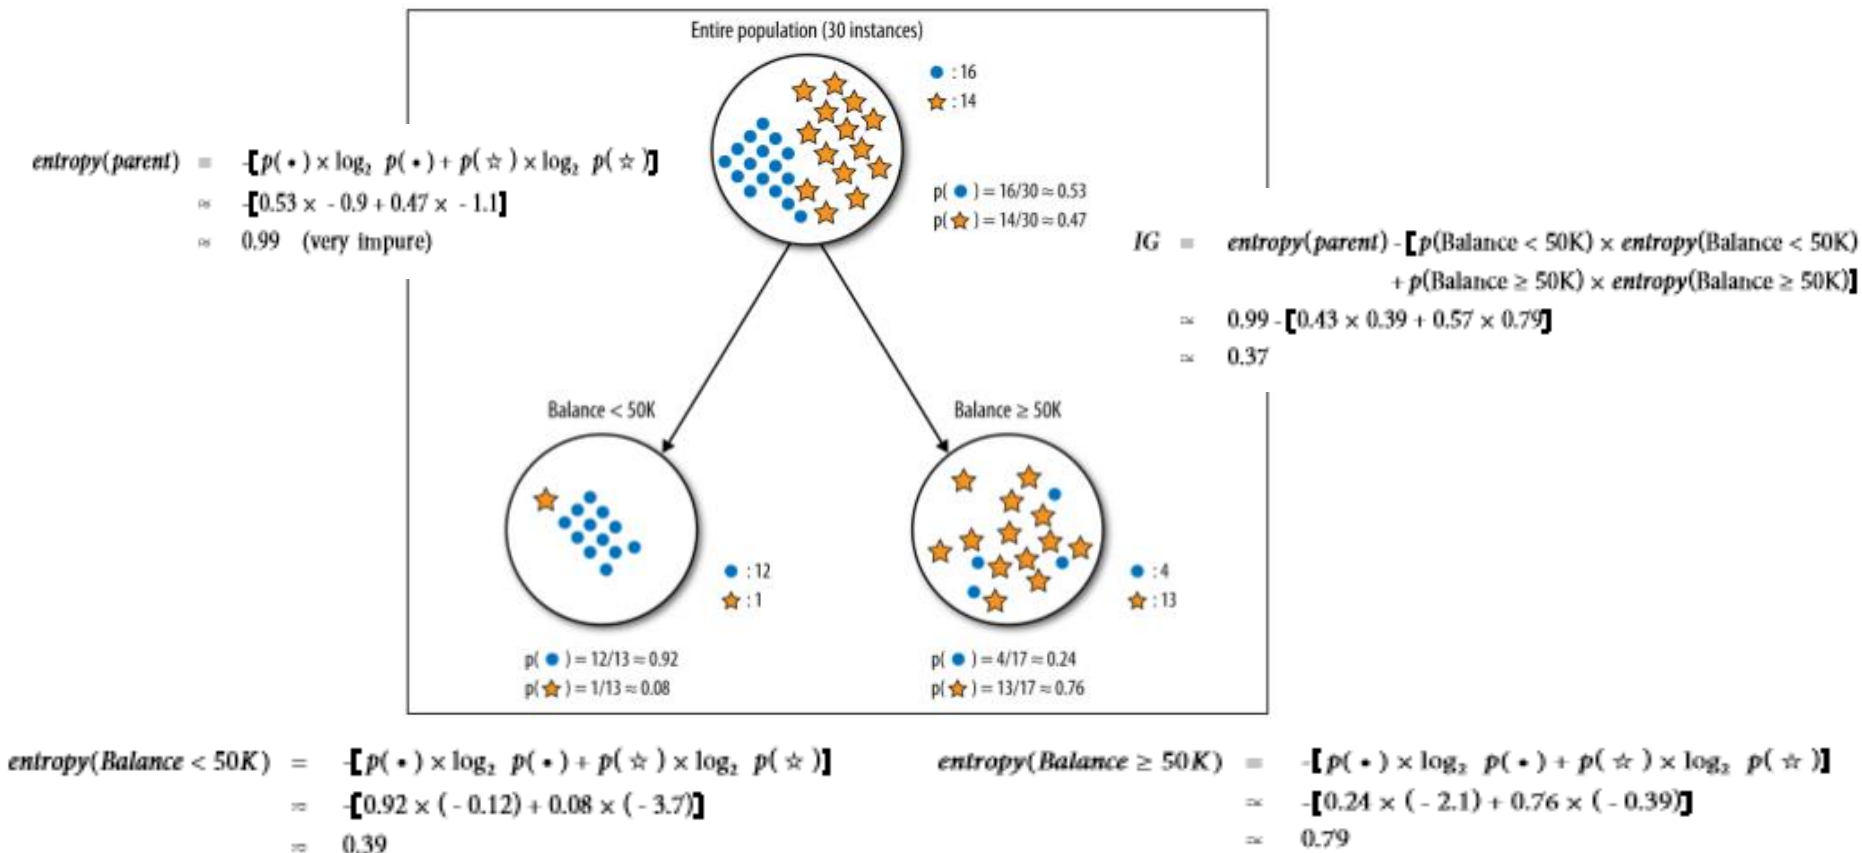 Entire population (30 instances)
● : 16
★ : 14
entropy(parent) = -[p(•) × log₂ p(•) + p(☆) × log₂ p(☆)]
≈ -[0.53 × -0.9 + 0.47 × -1.1]
≈ 0.99 (very impure)
p(●) = 16/30 ≈ 0.53
p(★) = 14/30 ≈ 0.47
IG = entropy(parent) - [p(Balance < 50K) × entropy(Balance < 50K)
+ p(Balance ≥ 50K) × entropy(Balance ≥ 50K)]
≃ 0.99 - [0.43 × 0.39 + 0.57 × 0.79]
≃ 0.37
Balance < 50K
Balance ≥ 50K
● : 12
★ : 1
● : 4
★ : 13
p(●) = 12/13 ≈ 0.92
p(★) = 1/13 ≈ 0.08
p(●) = 4/17 ≈ 0.24
p(★) = 13/17 ≈ 0.76
entropy(Balance < 50K) = -[p(•) × log₂ p(•) + p(☆) × log₂ p(☆)]
≈ -[0.92 × (-0.12) + 0.08 × (-3.7)]
≈ 0.39
entropy(Balance ≥ 50K) = -[p(•) × log₂ p(•) + p(☆) × log₂ p(☆)]
≃ -[0.24 × (-2.1) + 0.76 × (-0.39)]
≃ 0.79